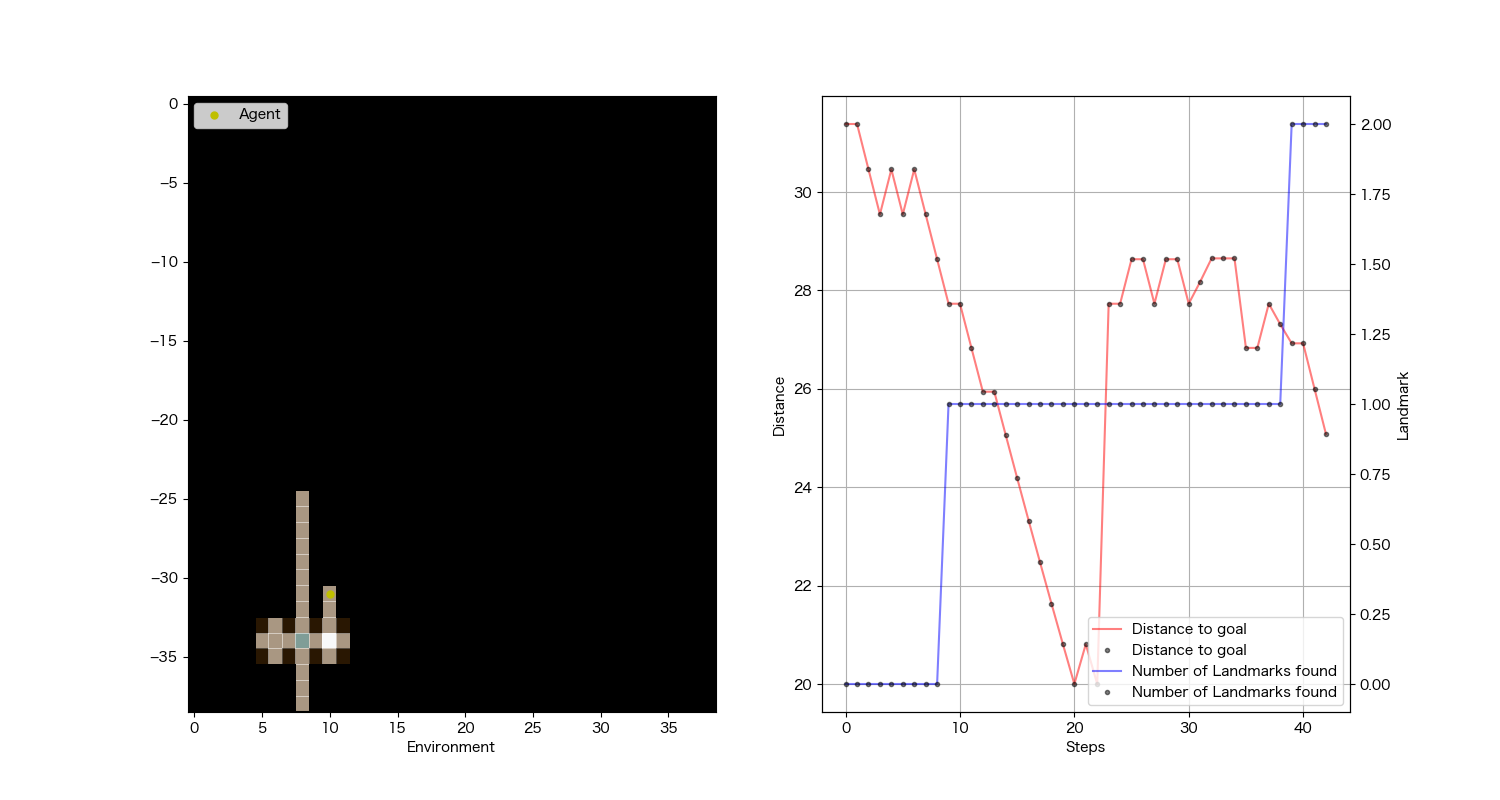 Agent
0
−5
−10
−15
−20
−25
−30
−35
0 5 10 15 20 25 30 35
Environment
Distance
30
28
26
24
22
20
0 10 20 30 40
Steps
2.00
1.75
1.50
1.25
1.00
0.75
0.50
0.25
0.00
Landmark
Distance to goal
Distance to goal
Number of Landmarks found
Number of Landmarks found